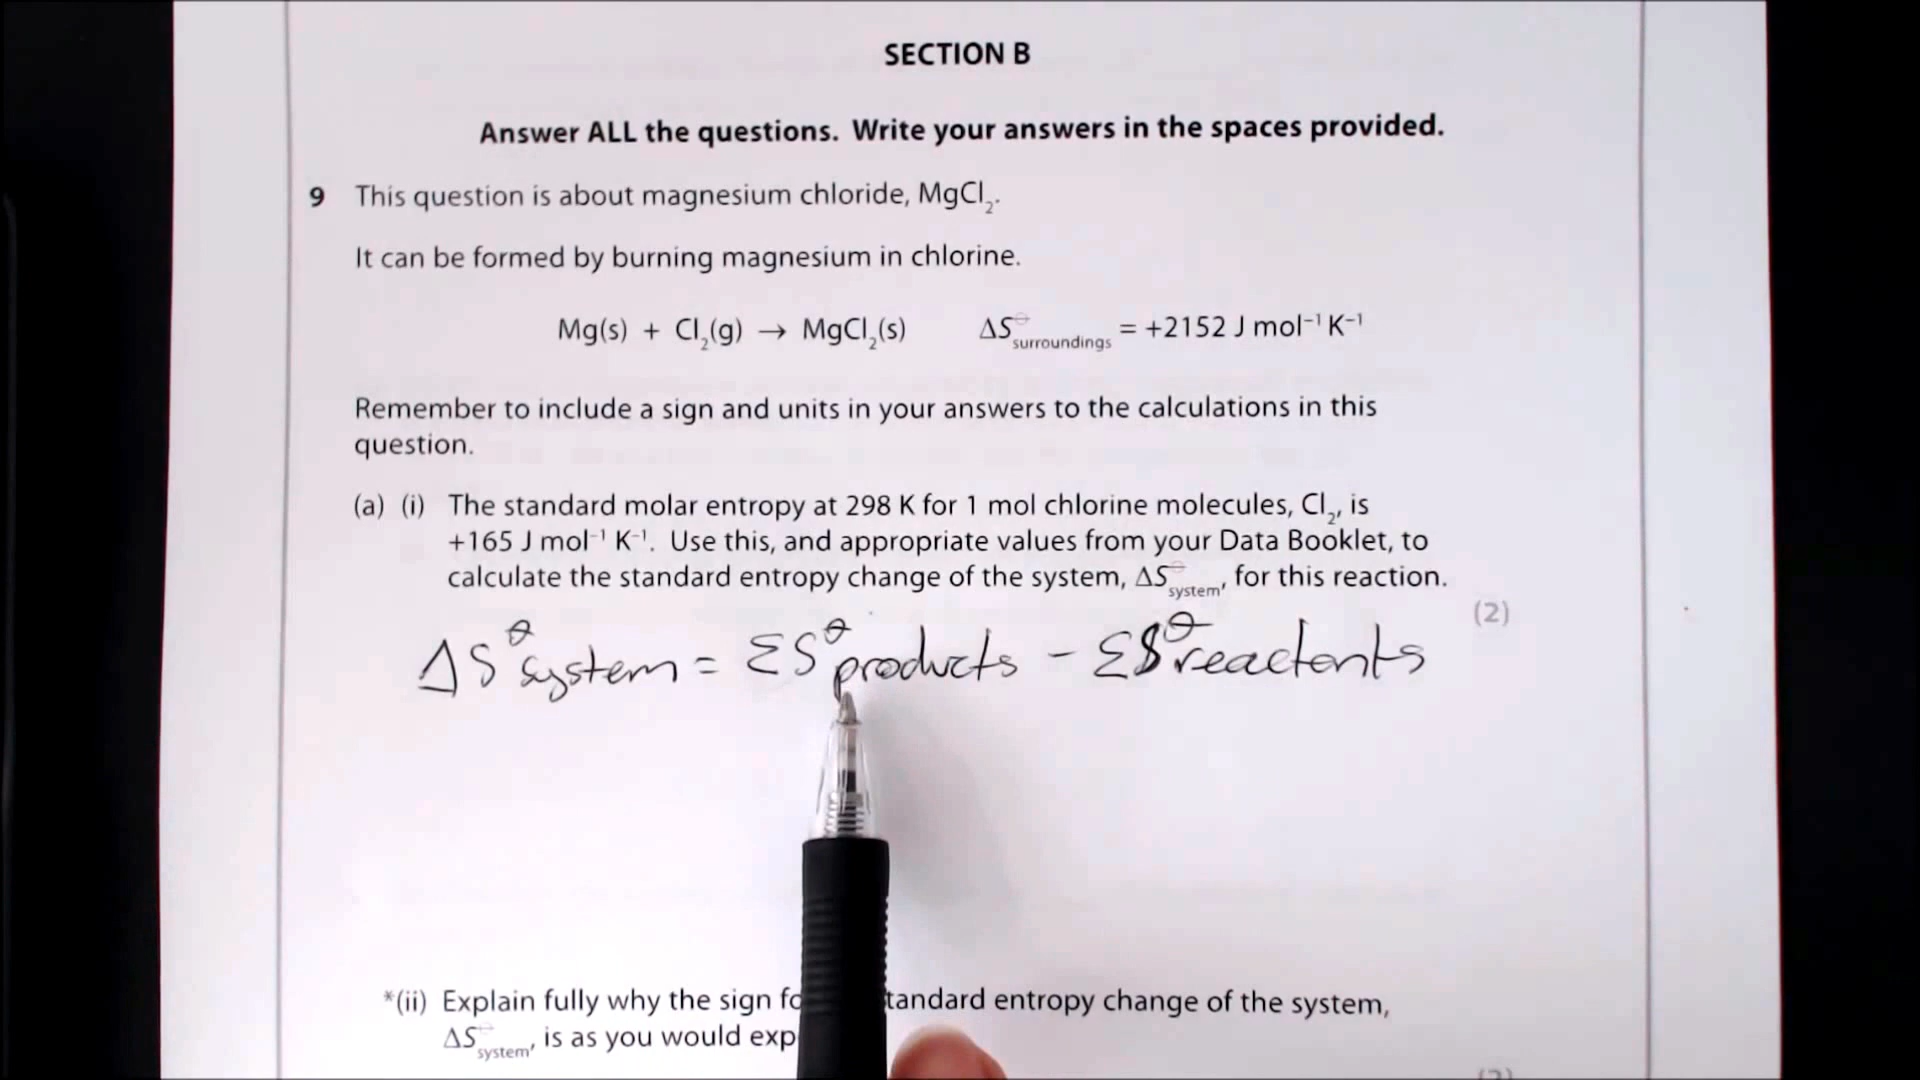 SECTION B
Answer ALL the questions. Write your answers in the spaces provided.
9 This question is about magnesium chloride, MgCl₂.
It can be formed by burning magnesium in chlorine.
Mg(s) + Cl₂(g) → MgCl₂(s) ΔS⦵surroundings = +2152 J mol⁻¹ K⁻¹
Remember to include a sign and units in your answers to the calculations in this
question.
(a) (i) The standard molar entropy at 298 K for 1 mol chlorine molecules, Cl₂, is
+165 J mol⁻¹ K⁻¹. Use this, and appropriate values from your Data Booklet, to
calculate the standard entropy change of the system, ΔS⦵system, for this reaction.
(2)
ΔS⦵system = ΣS⦵products − ΣS⦵reactants
*(ii) Explain fully why the sign entropy change of the system,
ΔS⦵system, is as you would